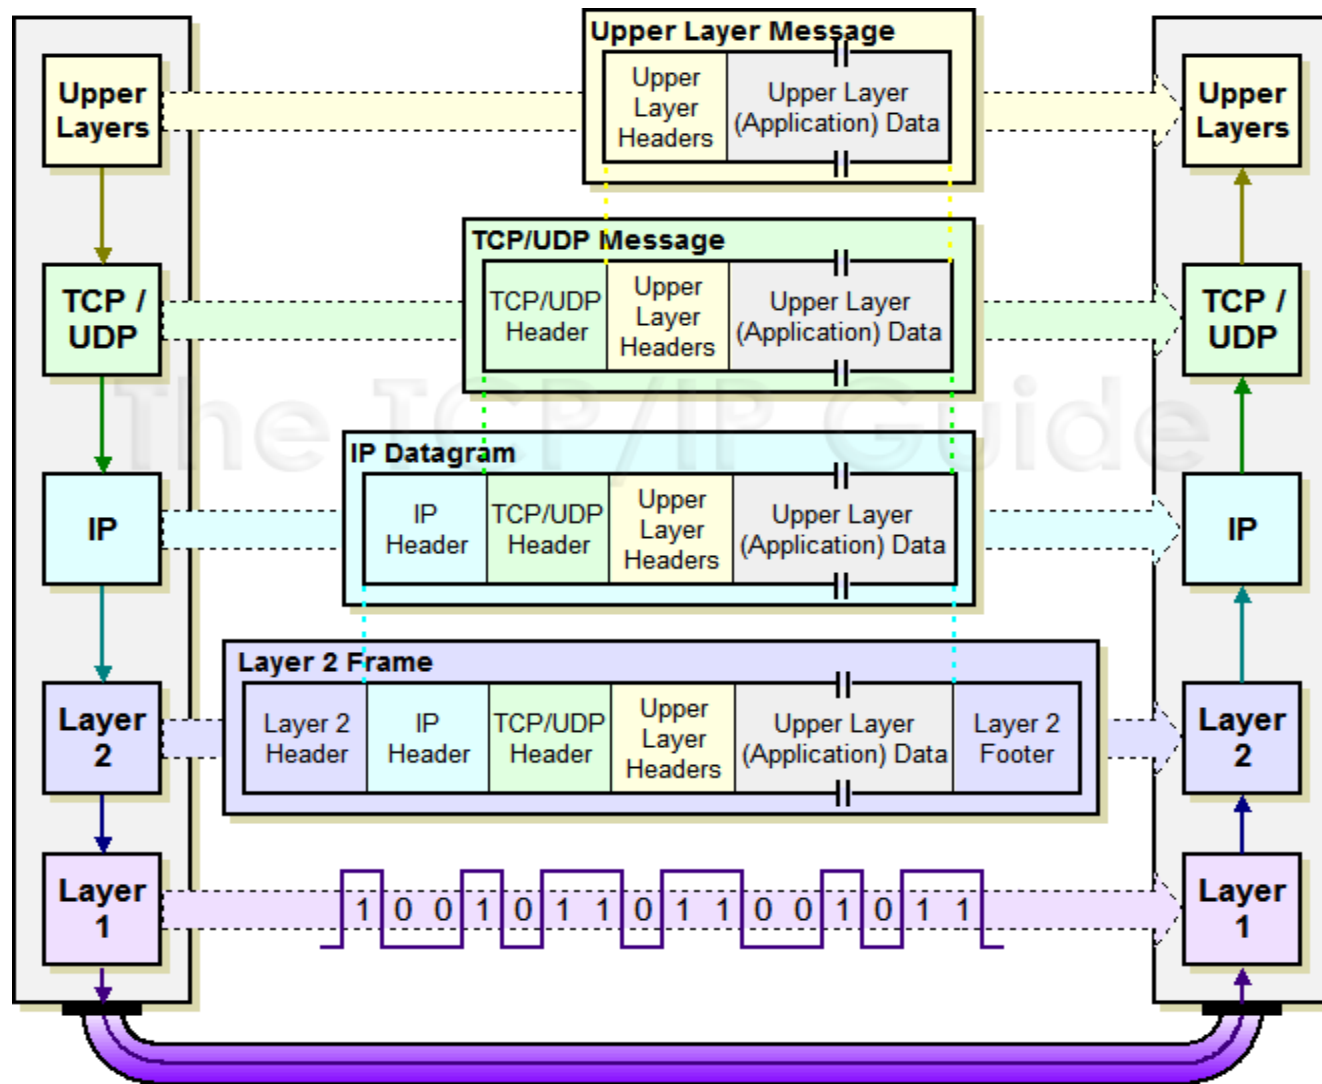 Upper Layer Message
Upper
Layers
Upper
Layer
Headers
Upper Layer
(Application) Data
Upper
Layers
TCP/UDP Message
TCP /
UDP
TCP/UDP
Header
Upper
Layer
Headers
Upper Layer
(Application) Data
TCP /
UDP
The TCP/IP Guide
IP Datagram
IP
IP
Header
TCP/UDP
Header
Upper
Layer
Headers
Upper Layer
(Application) Data
IP
Layer 2 Frame
Layer
2
Layer 2
Header
IP
Header
TCP/UDP
Header
Upper
Layer
Headers
Upper Layer
(Application) Data
Layer 2
Footer
Layer
2
Layer
1
1 0 0 1 0 1 1 0 1 1 0 0 1 0 1 1
Layer
1